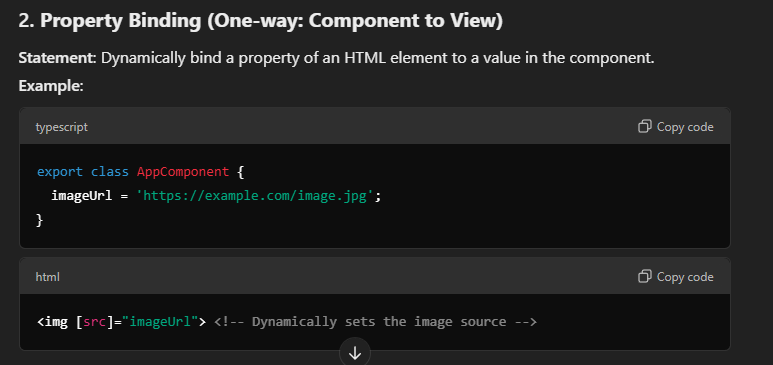 2. Property Binding (One-way: Component to View)
Statement: Dynamically bind a property of an HTML element to a value in the component.
Example:
typescript
Copy code
export class AppComponent {
  imageUrl = 'https://example.com/image.jpg';
}
html
Copy code
<img [src]="imageUrl"> <!-- Dynamically sets the image source -->